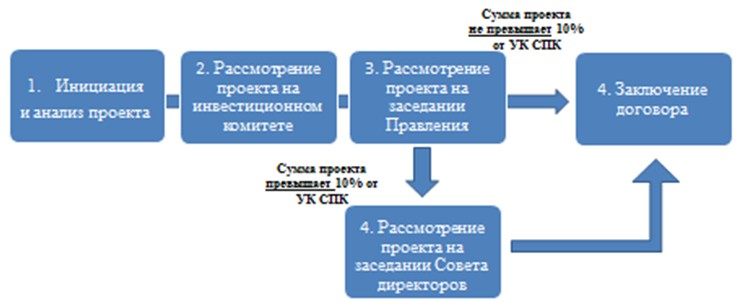 Сумма проекта
не превышает 10%
от УК СПК
1. Инициация
и анализ проекта
2. Рассмотрение
проекта на
инвестиционном
комитете
3. Рассмотрение
проекта на
заседании
Правления
4. Заключение
договора
Сумма проекта
превышает 10% от
УК СПК
4. Рассмотрение
проекта на
заседании Совета
директоров